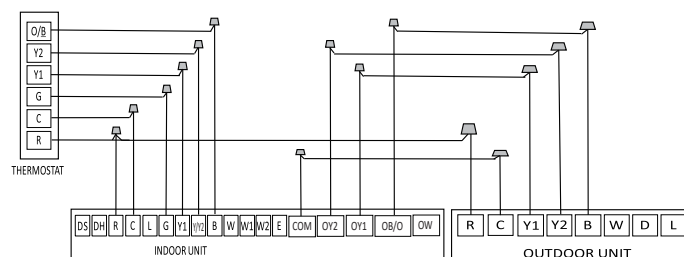 O/B
Y2
Y1
G
C
R
THERMOSTAT
DS DH R C L G Y1 Y/Y2 B W W1 W2 E COM OY2 OY1 OB/O OW
INDOOR UNIT
R C Y1 Y2 B W D L
OUTDOOR UNIT